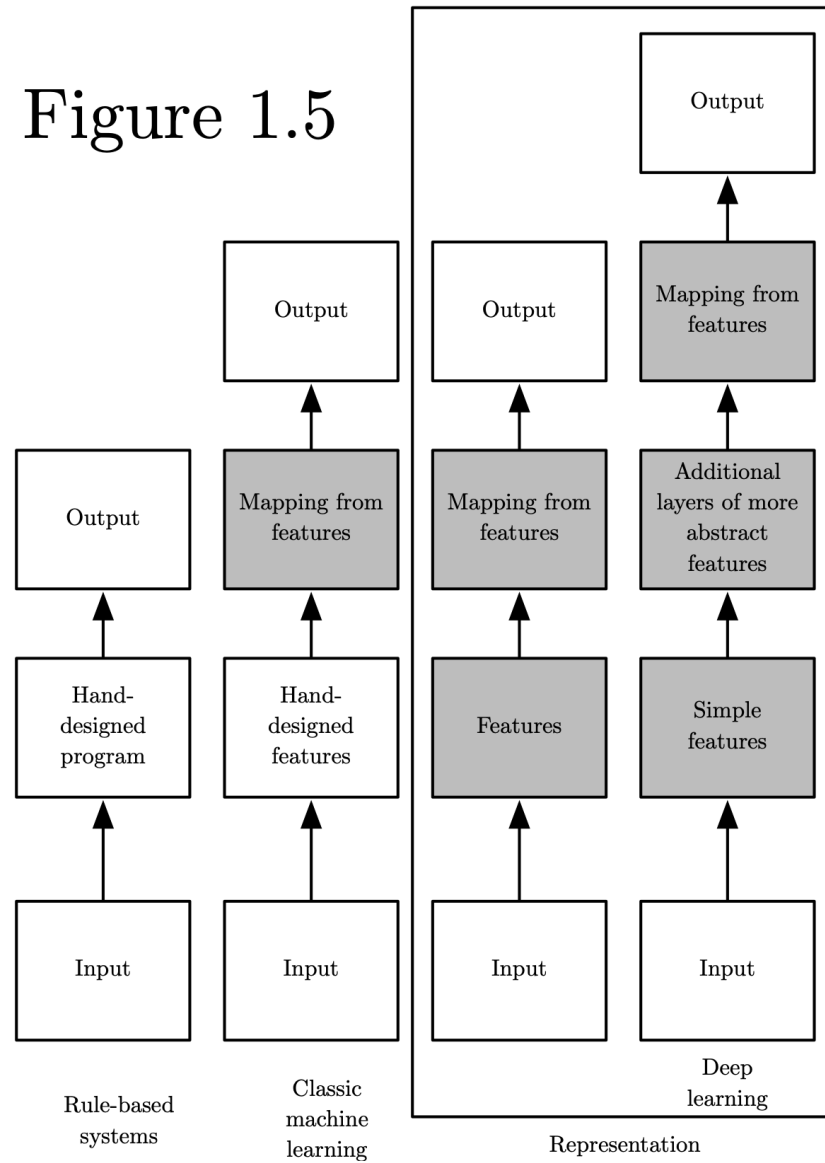 Figure 1.5
Output
Output
Output
Mapping from
features
Output
Mapping from
features
Mapping from
features
Additional
layers of more
abstract
features
Hand-
designed
program
Hand-
designed
features
Features
Simple
features
Input
Input
Input
Input
Rule-based
systems
Classic
machine
learning
Representation
Deep
learning